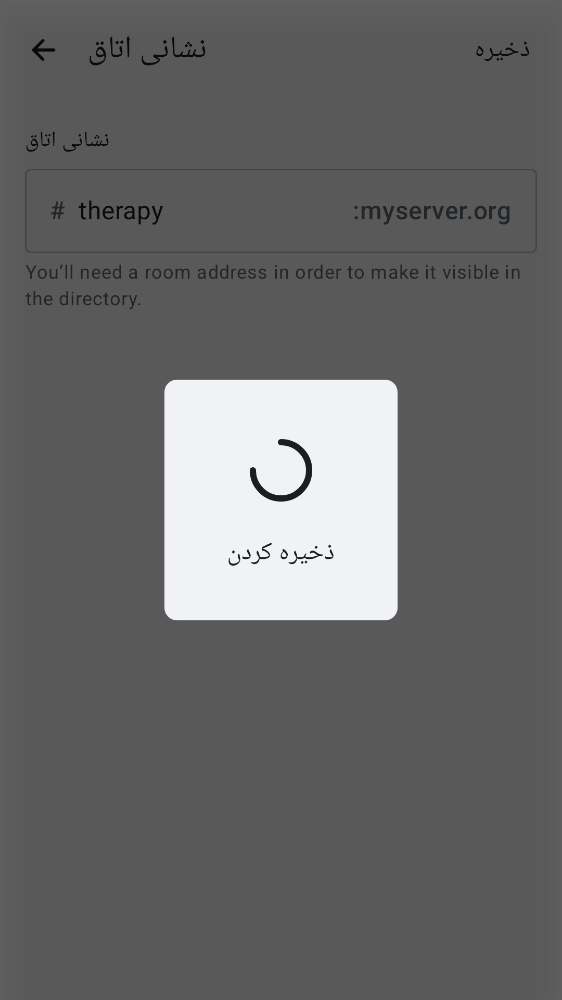 نشانی اتاق
ذخیره
نشانی اتاق
# therapy :myserver.org
You'll need a room address in order to make it visible in
the directory.
ذخیره کردن